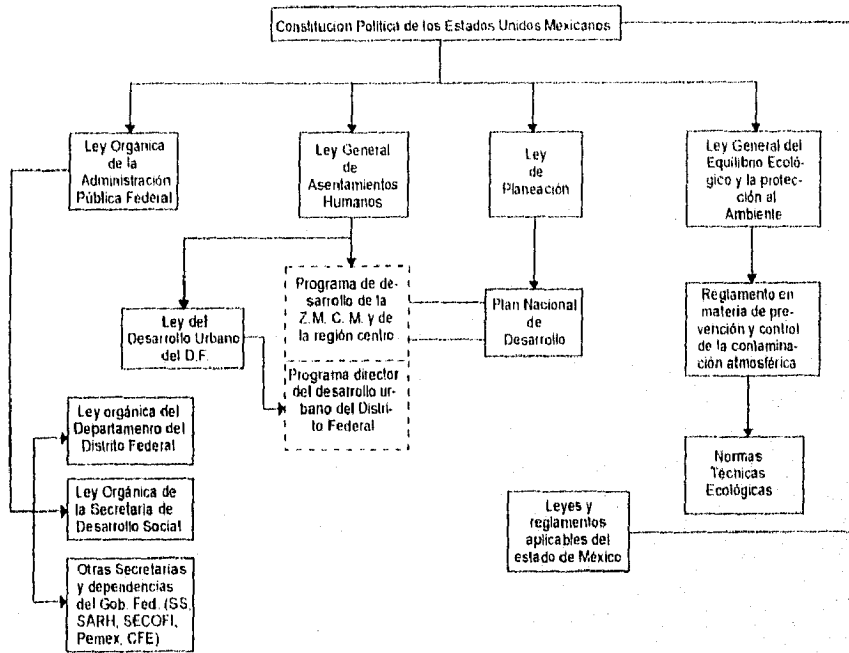 Constitucion Política de los Estados Unidos Mexicanos
Ley Orgánica
de la
Administración
Pública Federal
Ley General
de
Asentamientos
Humanos
Ley
de
Planeación
Ley General del
Equilibrio Ecoló-
gico y la protec-
ción al
Ambiente
Ley del
Desarrollo Urbano
del D.F.
Programa de de-
sarrollo de la
Z.M. C. M. y de
la región centro
Programa director
del desarrollo ur-
bano del Distri-
to Federal
Plan Nacional
de
Desarrollo
Reglamento en
materia de pre-
vención y control
de la contami-
nación atmosférica
Ley orgánica del
Departamenro del
Distrito Federal
Ley Orgánica de
la Secretaria de
Desarrollo Social
Otras Secretarías
y dependencias
del Gob. Fed. (SS,
SARH, SECOFI,
Pemex, CFE)
Normas
Técnicas
Ecológicas
Leyes y
reglamentos
aplicables del
estado de México